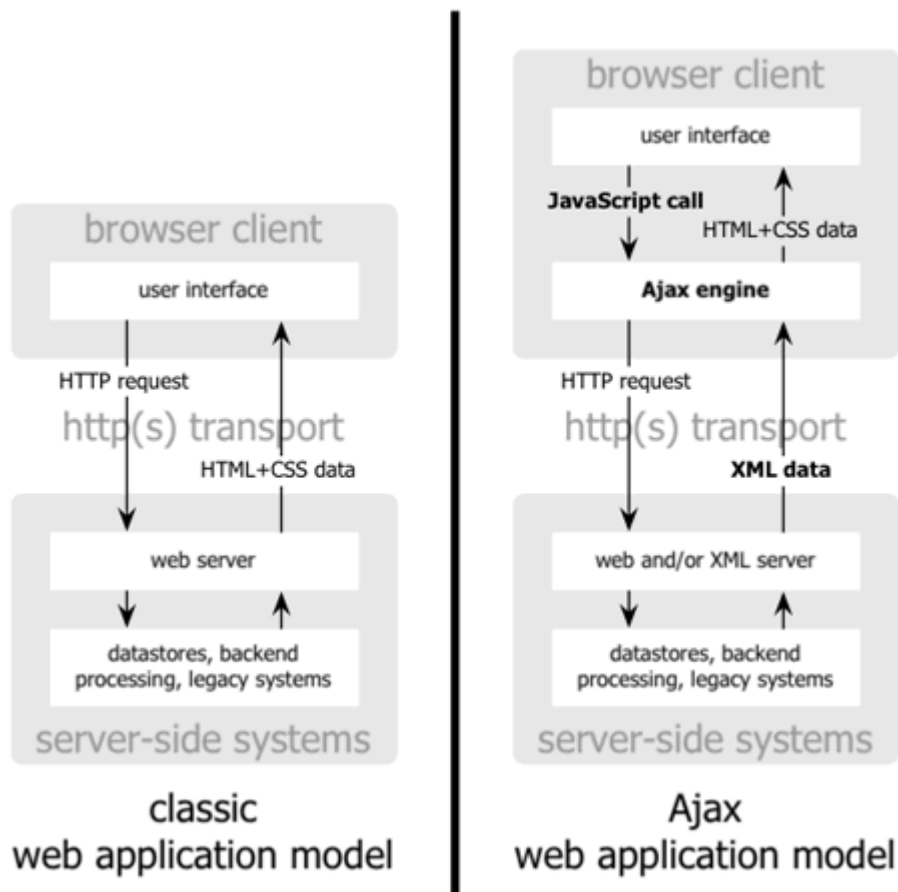 browser client
user interface
HTTP request
http(s) transport
HTML+CSS data
web server
datastores, backend
processing, legacy systems
server-side systems
classic
web application model
browser client
user interface
JavaScript call
HTML+CSS data
Ajax engine
HTTP request
http(s) transport
XML data
web and/or XML server
datastores, backend
processing, legacy systems
server-side systems
Ajax
web application model